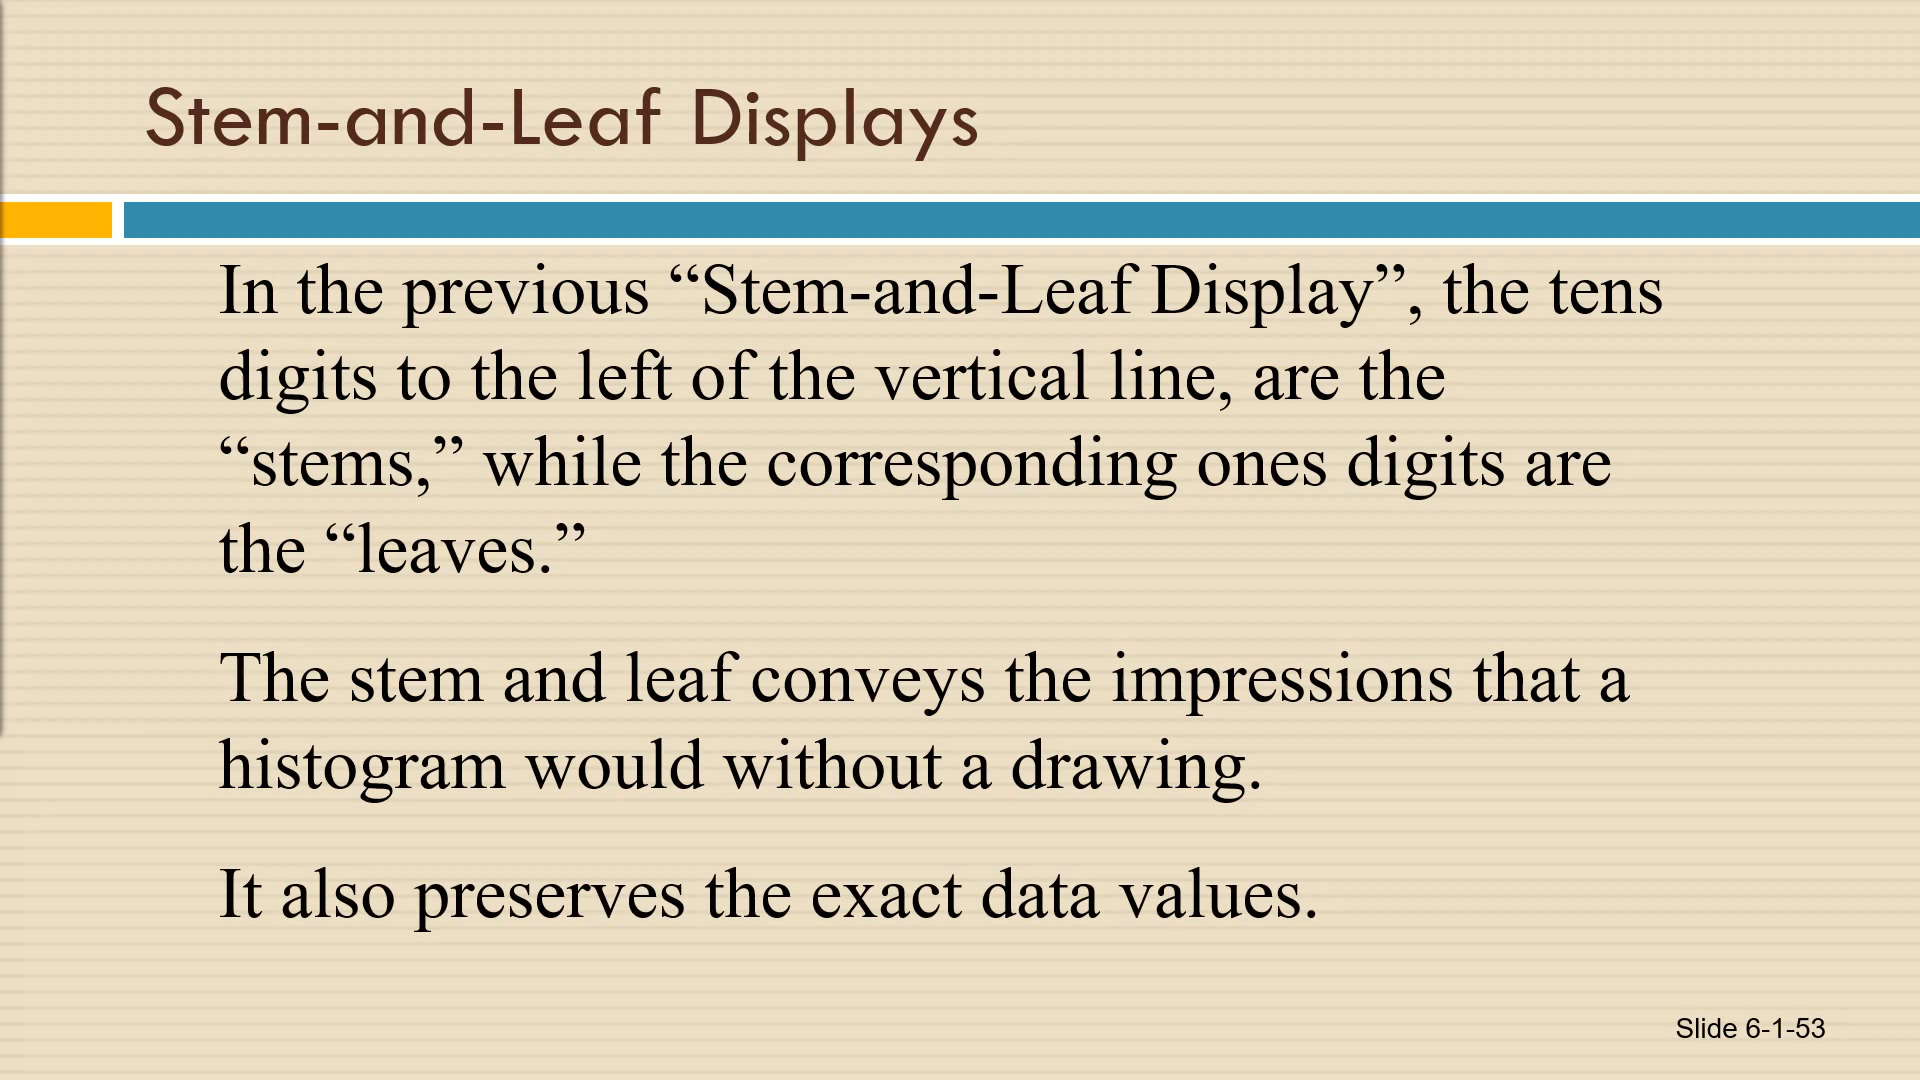 Stem-and-Leaf Displays
In the previous “Stem-and-Leaf Display”, the tens
digits to the left of the vertical line, are the
“stems,” while the corresponding ones digits are
the “leaves.”
The stem and leaf conveys the impressions that a
histogram would without a drawing.
It also preserves the exact data values.
Slide 6-1-53